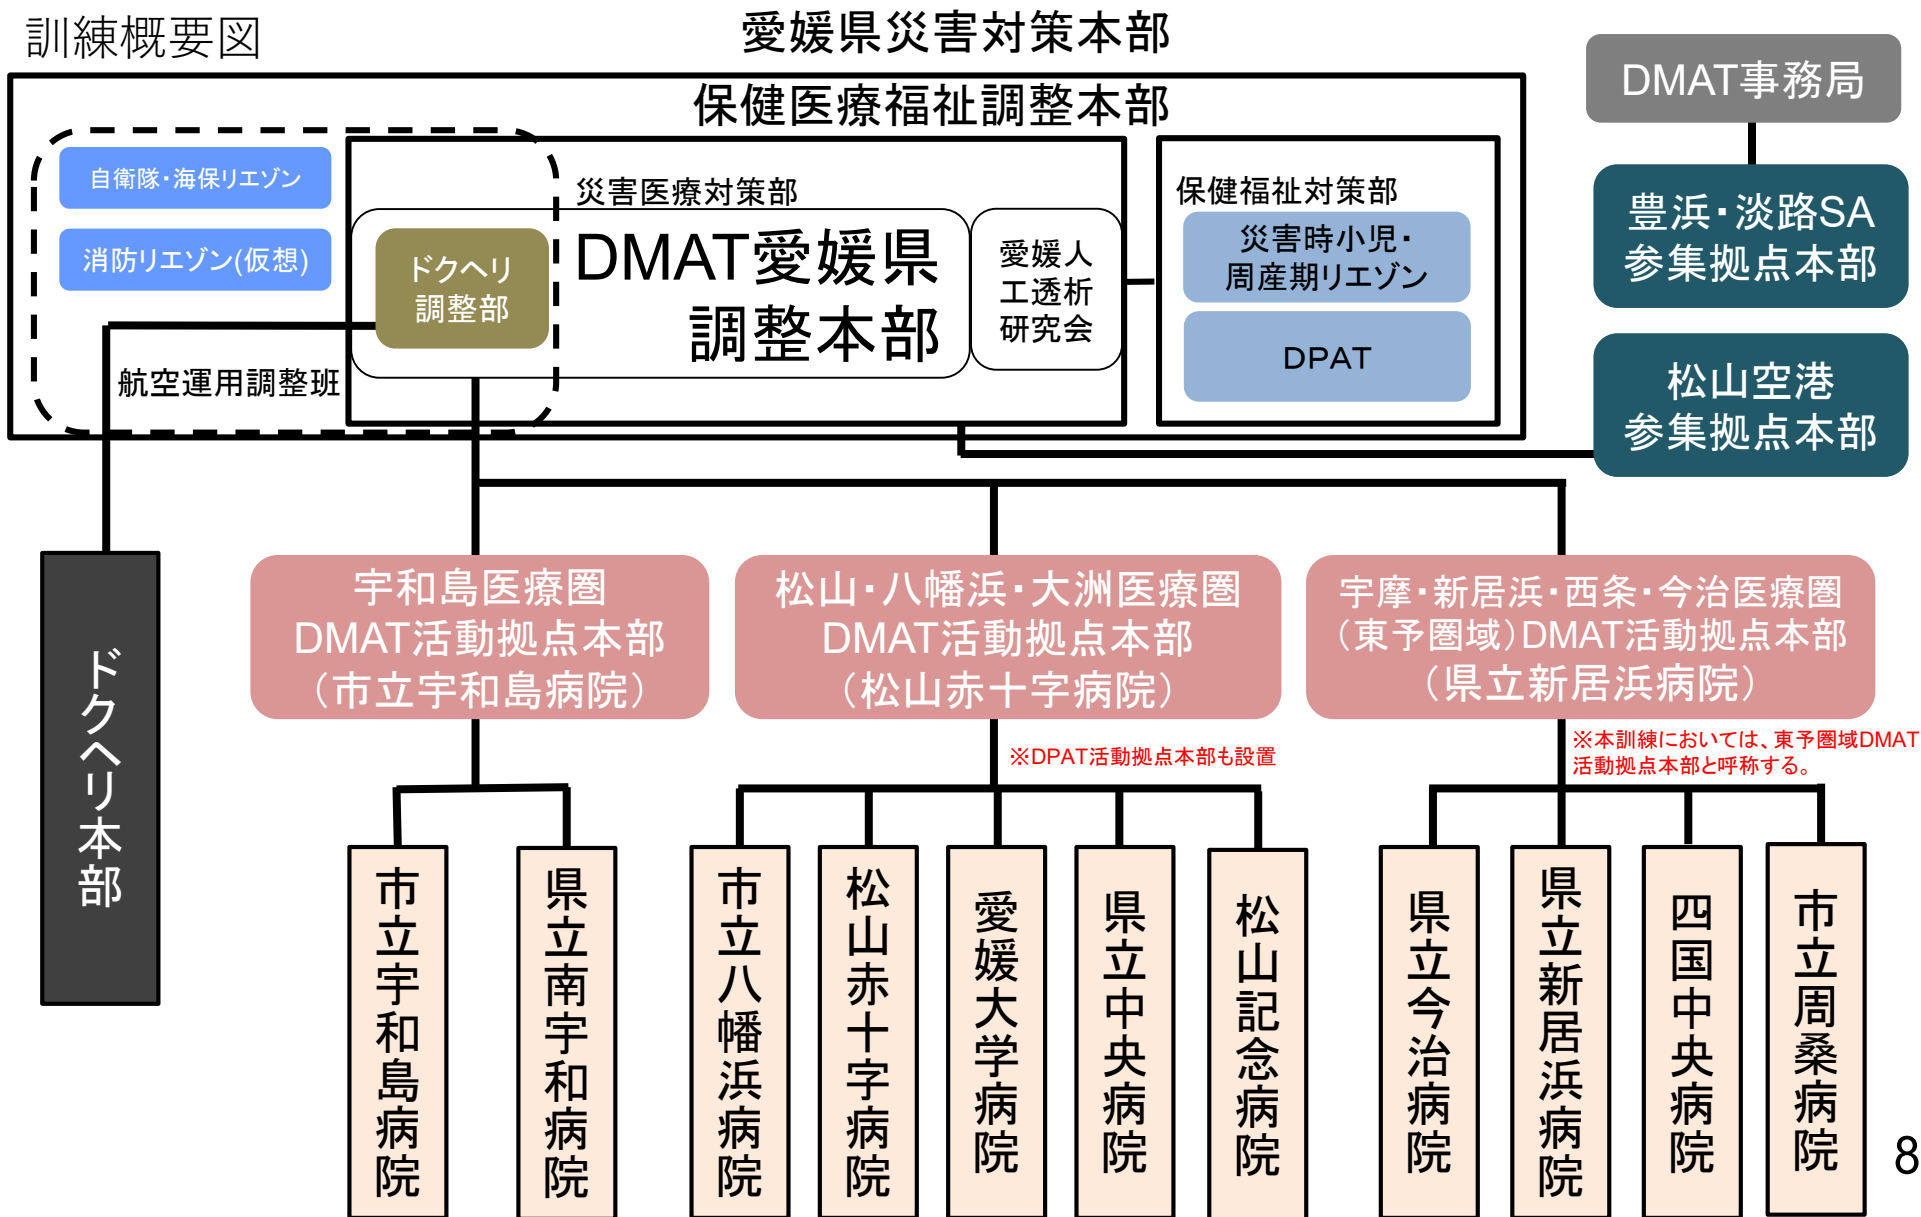 訓練概要図
愛媛県災害対策本部
保健医療福祉調整本部
DMAT事務局
自衛隊・海保リエゾン
消防リエゾン(仮想)
ドクヘリ
調整部
航空運用調整班
災害医療対策部
DMAT愛媛県
調整本部
愛媛人
工透析
研究会
保健福祉対策部
災害時小児・
周産期リエゾン
DPAT
豊浜・淡路SA
参集拠点本部
松山空港
参集拠点本部
ドクヘリ本部
宇和島医療圏
DMAT活動拠点本部
（市立宇和島病院）
松山・八幡浜・大洲医療圏
DMAT活動拠点本部
（松山赤十字病院）
宇摩・新居浜・西条・今治医療圏
（東予圏域）DMAT活動拠点本部
（県立新居浜病院）
※DPAT活動拠点本部も設置
※本訓練においては、東予圏域DMAT
活動拠点本部と呼称する。
市立宇和島病院
県立南宇和病院
市立八幡浜病院
松山赤十字病院
愛媛大学病院
県立中央病院
松山記念病院
県立今治病院
県立新居浜病院
四国中央病院
市立周桑病院
8